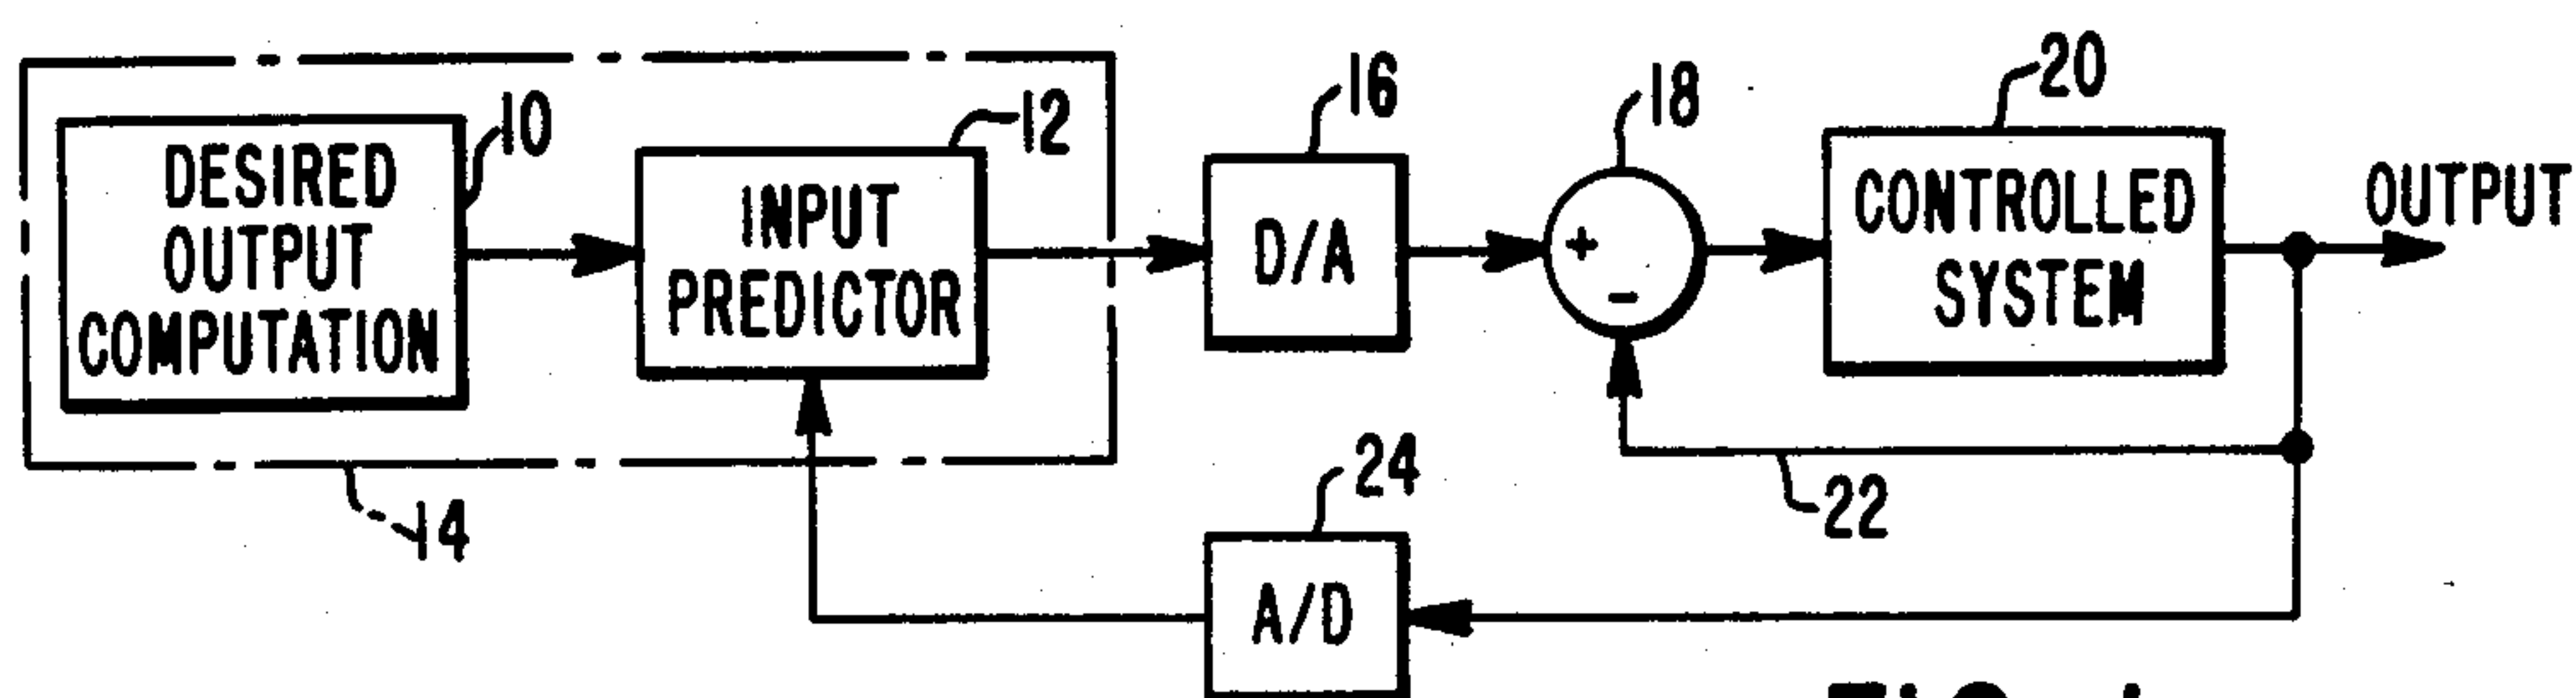 DESIRED
OUTPUT
COMPUTATION
10
INPUT
PREDICTOR
12
14
D/A
16
+
-
18
CONTROLLED
SYSTEM
20
OUTPUT
22
A/D
24